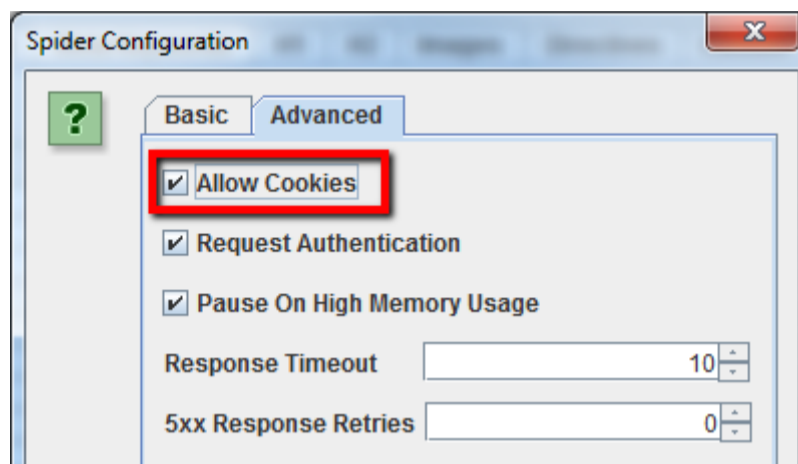 Spider Configuration
?
Basic Advanced
Allow Cookies
Request Authentication
Pause On High Memory Usage
Response Timeout 10
5xx Response Retries 0